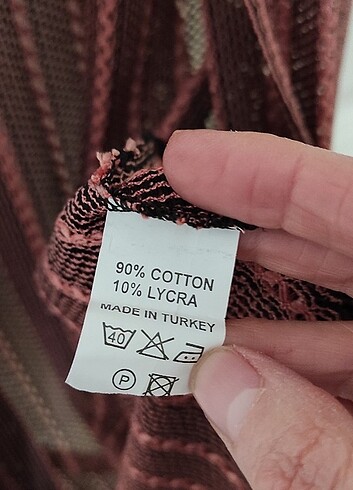 90% COTTON
10% LYCRA
MADE IN TURKEY
40
P